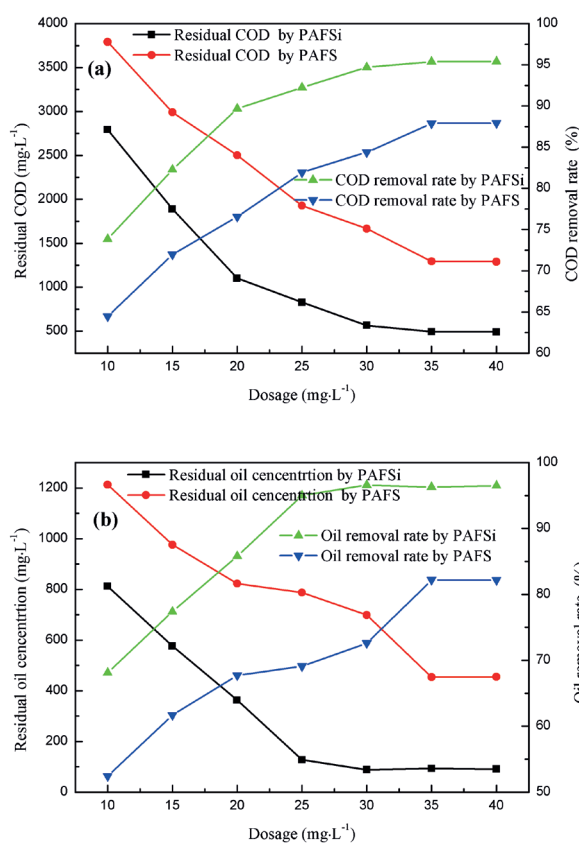 Residual COD by PAFSi
Residual COD by PAFS
(a)
COD removal rate by PAFSi
COD removal rate by PAFS
4000
3500
3000
2500
2000
1500
1000
500
Residual COD (mg·L⁻¹)
100
95
90
85
80
75
70
65
60
COD removal rate (%)
10 15 20 25 30 35 40
Dosage (mg·L⁻¹)
Residual oil cencentrtion by PAFSi
Residual oil cencentrtion by PAFS
(b)
Oil removal rate by PAFSi
Oil removal rate by PAFS
1200
1000
800
600
400
200
0
Residual oil cencentrtion (mg·L⁻¹)
100
90
80
70
60
50
Oil removal rate (%)
10 15 20 25 30 35 40
Dosage (mg·L⁻¹)